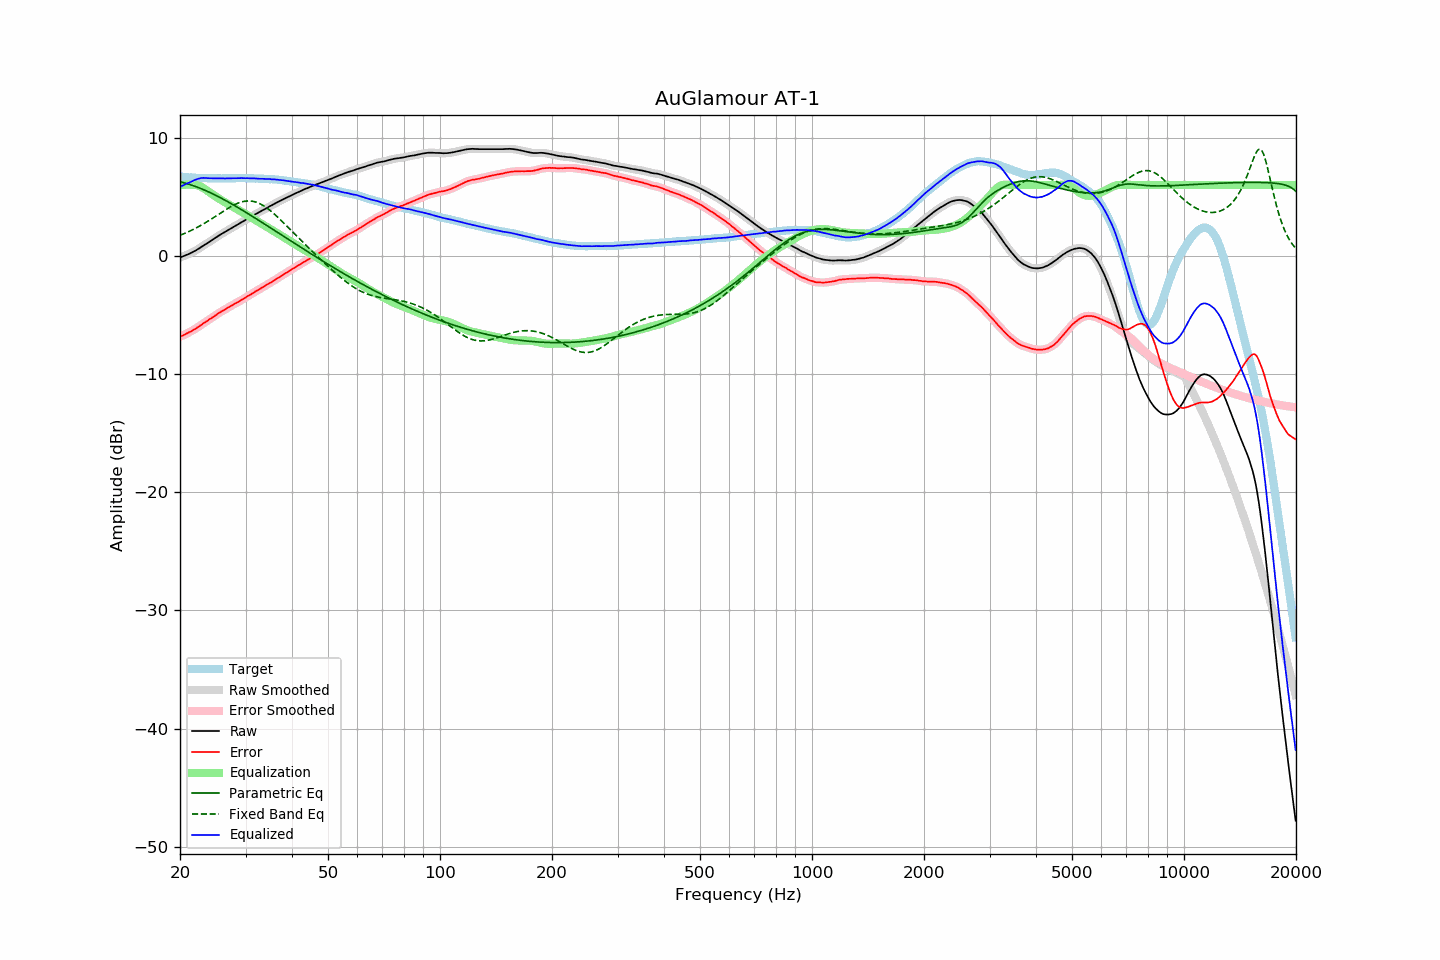 AuGlamour AT-1
Amplitude (dBr)
10
0
−10
−20
−30
−40
−50
Target
Raw Smoothed
Error Smoothed
Raw
Error
Equalization
Parametric Eq
Fixed Band Eq
Equalized
20 50 100 200 500 1000 2000 5000 10000 20000
Frequency (Hz)